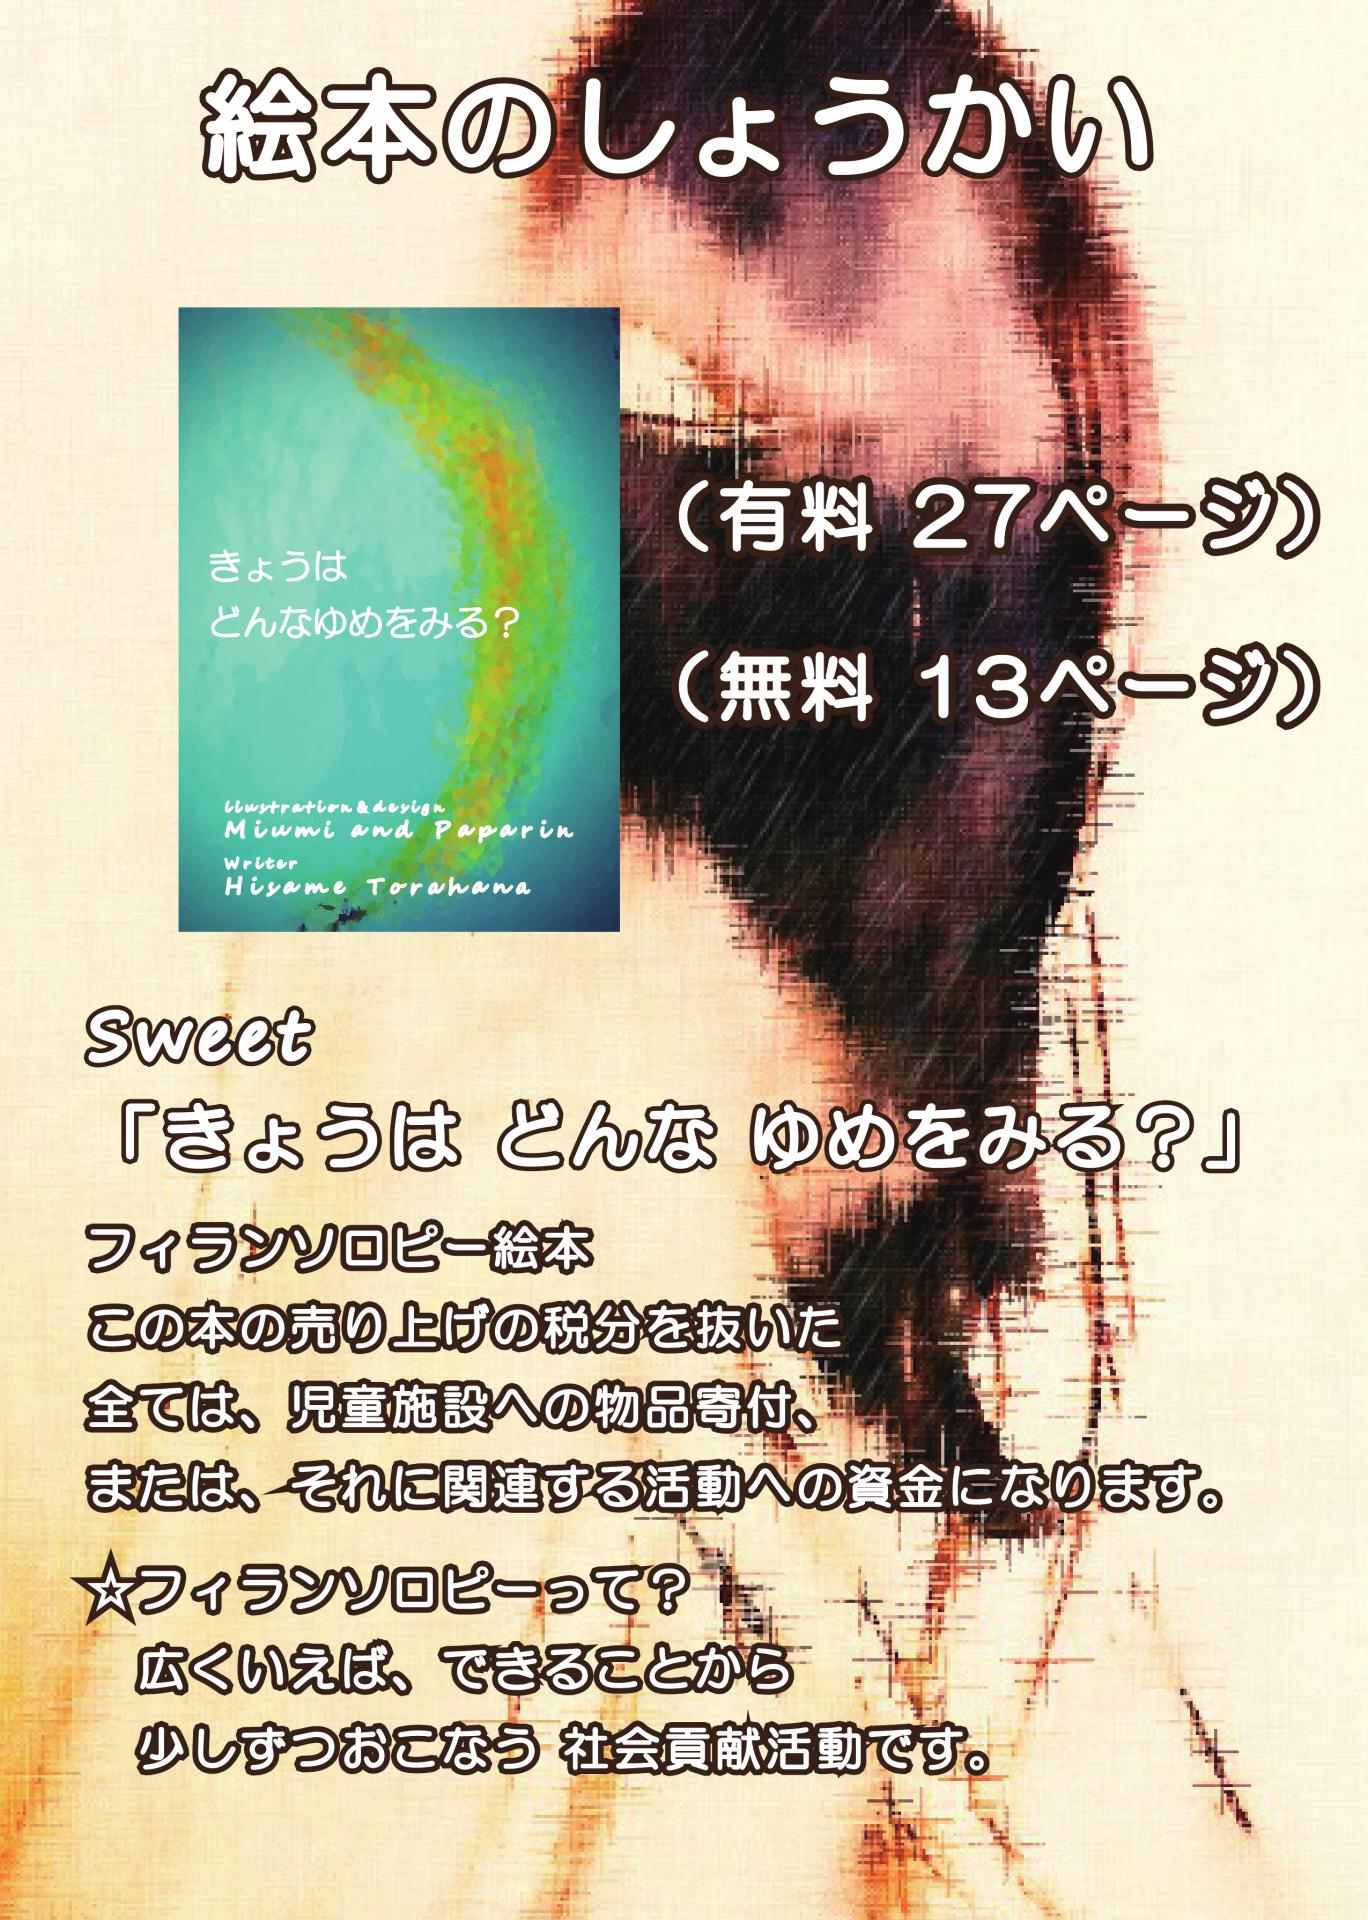 絵本のしょうかい
きょうは
どんなゆめをみる?
illustration&design
Miumi and Paparin
Writer
Hisame Torahana
(有料 27ページ)
(無料 13ページ)
Sweet
「きょうは どんな ゆめをみる?」
フィランソロピー絵本
この本の売り上げの税分を抜いた
全ては、児童施設への物品寄付、
または、それに関連する活動への資金になります。
☆フィランソロピーって?
広くいえば、できることから
少しずつおこなう 社会貢献活動です。